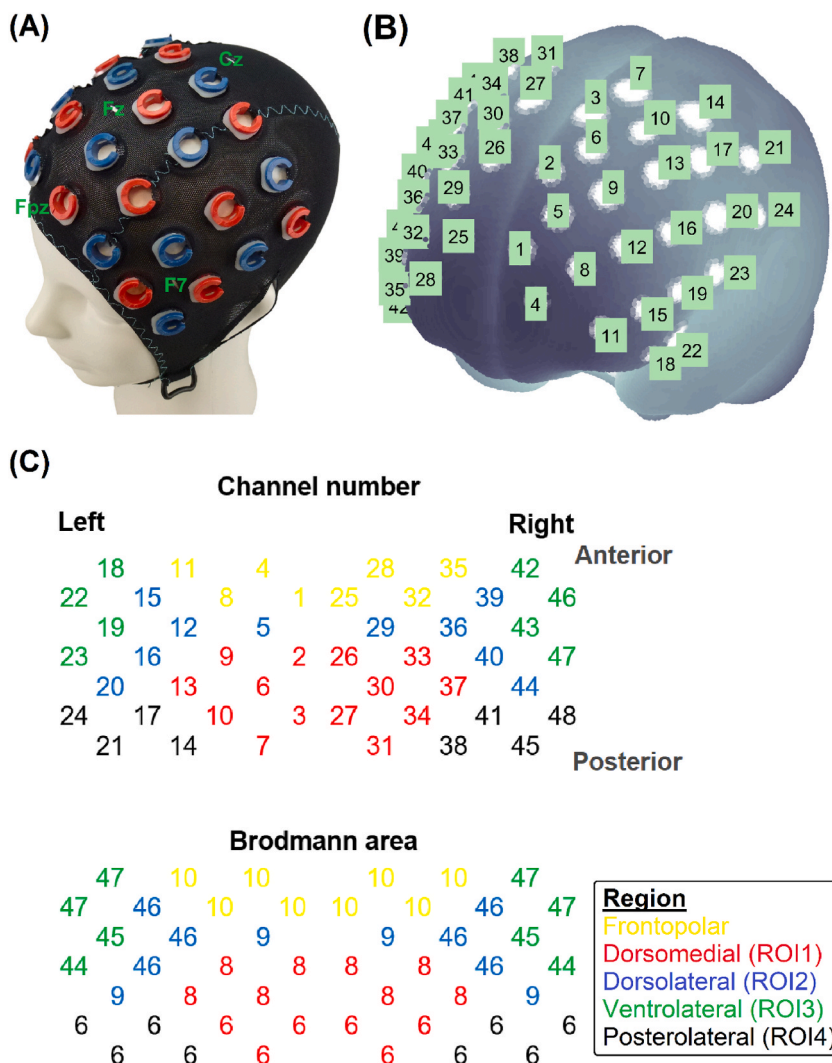 (A)
Cz
Fz
Fpz
F7
(B)
38 31
34 27 7
41 3 14
37 30 6 10
33 26 2 13 17 21
40
36 29 9
5 20 24
32 25 16
39 1 12
28 8 23
35 4 19
42 15
11 22
18
(C)
Channel number
Left Right
18 11 4 28 35 42 Anterior
22 15 8 1 25 32 39 46
19 12 5 29 36 43
23 16 9 2 26 33 40 47
20 13 6 30 37 44
24 17 10 3 27 34 41 48
21 14 7 31 38 45 Posterior
Brodmann area
47 10 10 10 10 47
47 46 10 10 10 10 46 47
45 46 9 9 46 45
44 46 8 8 8 8 46 44
9 8 8 8 8 9
6 6 6 6 6 6 6 6
6 6 6 6 6 6
Region
Frontopolar
Dorsomedial (ROI1)
Dorsolateral (ROI2)
Ventrolateral (ROI3)
Posterolateral (ROI4)